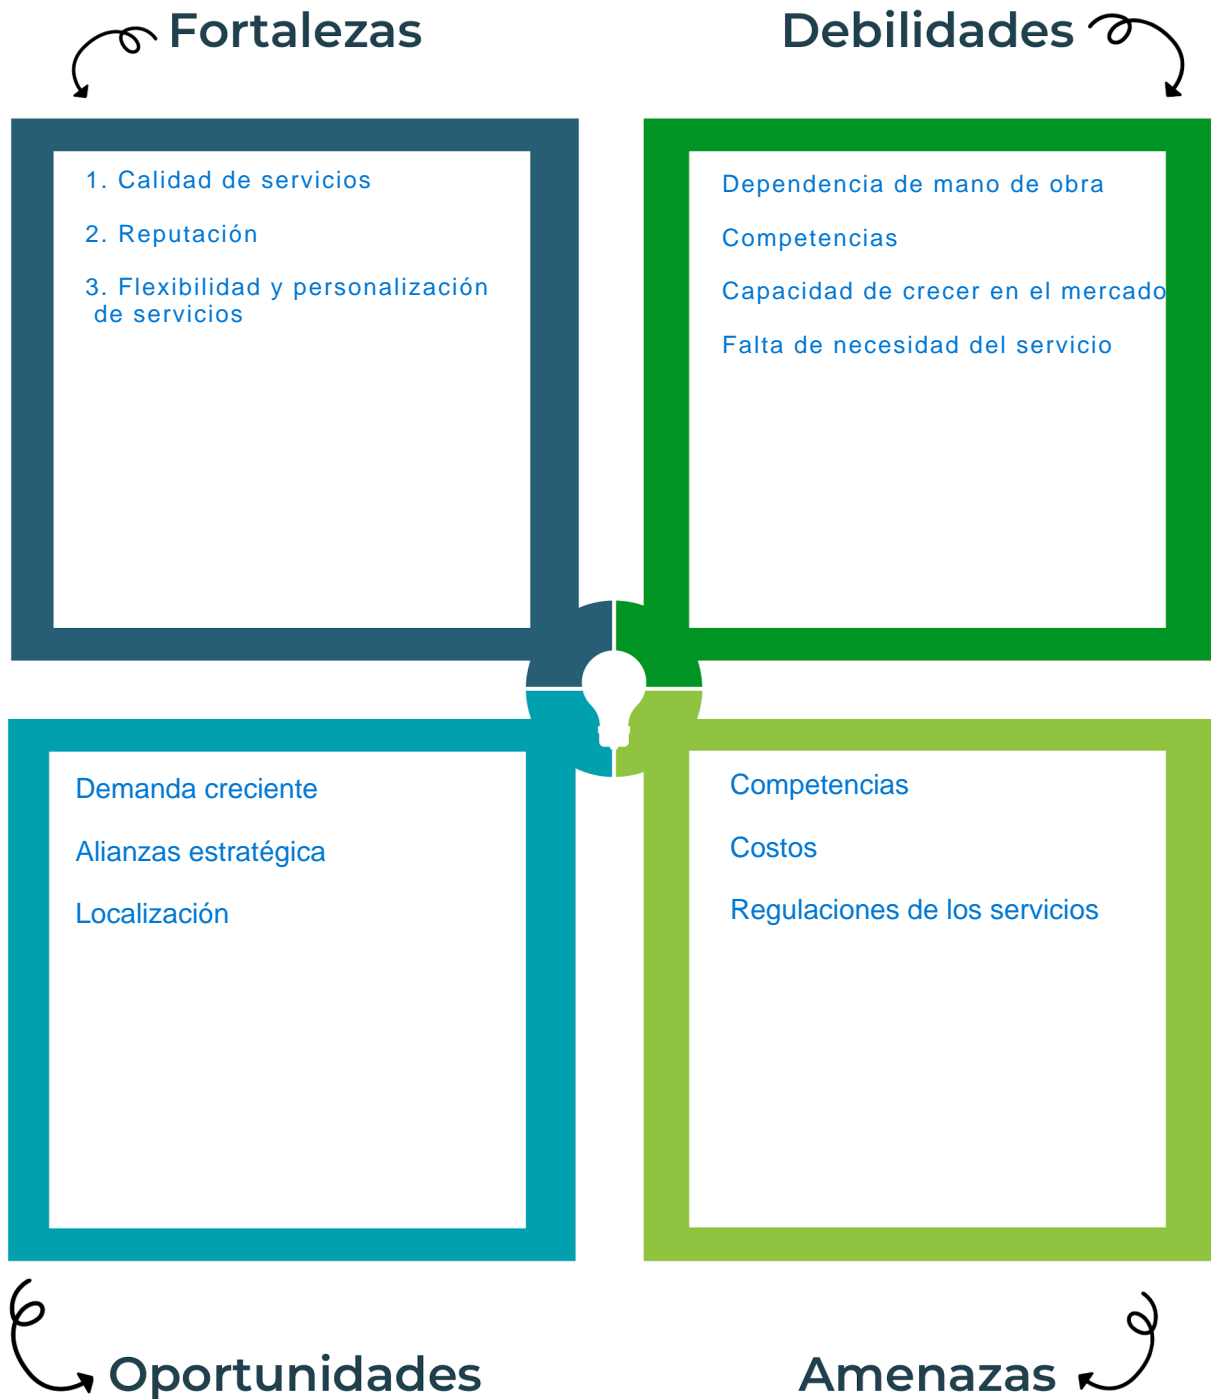 Fortalezas
Debilidades
1. Calidad de servicios
2. Reputación
3. Flexibilidad y personalización
de servicios
Dependencia de mano de obra
Competencias
Capacidad de crecer en el mercado
Falta de necesidad del servicio
Demanda creciente
Alianzas estratégica
Localización
Competencias
Costos
Regulaciones de los servicios
Oportunidades
Amenazas